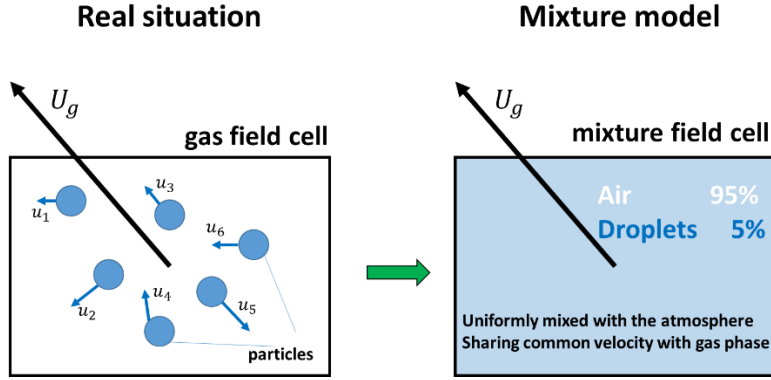 Real situation
Mixture model
U_g
gas field cell
u_1
u_3
u_6
u_2
u_4
u_5
particles
U_g
mixture field cell
Air 95%
Droplets 5%
Uniformly mixed with the atmosphere
Sharing common velocity with gas phase